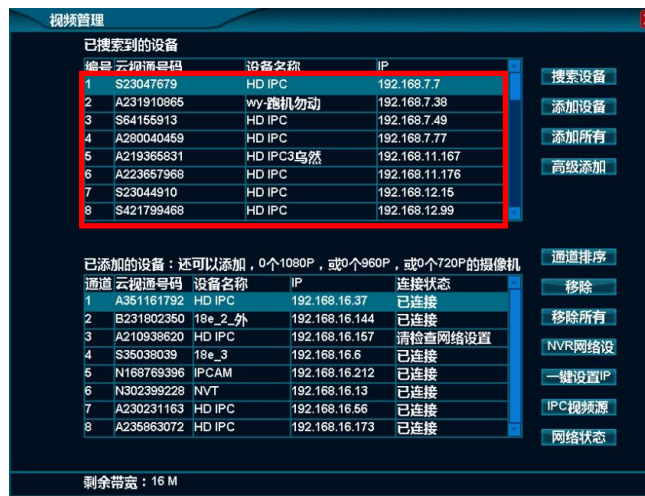 视频管理
已搜索到的设备
编号 云视通号码 设备名称 IP
1 S23047679 HD IPC 192.168.7.7
2 A231910865 wy-跑机勿动 192.168.7.38
3 S64155913 HD IPC 192.168.7.49
4 A280040459 HD IPC 192.168.7.77
5 A219365831 HD IPC3乌然 192.168.11.167
6 A223657968 HD IPC 192.168.11.176
7 S23044910 HD IPC 192.168.12.15
8 S421799468 HD IPC 192.168.12.99
搜索设备
添加设备
添加所有
高级添加
已添加的设备：还可以添加，0个1080P，或0个960P，或0个720P的摄像机
通道 云视通号码 设备名称 IP 连接状态
1 A351161792 HD IPC 192.168.16.37 已连接
2 B231802350 18e_2_外 192.168.16.144 已连接
3 A210938620 HD IPC 192.168.16.157 请检查网络设置
4 S35038039 18e_3 192.168.16.6 已连接
5 N168769396 IPCAM 192.168.16.212 已连接
6 N302399228 NVT 192.168.16.13 已连接
7 A230231163 HD IPC 192.168.16.56 已连接
8 A235863072 HD IPC 192.168.16.173 已连接
通道排序
移除
移除所有
NVR网络设
一键设置IP
IPC视频源
网络状态
剩余带宽：16 M